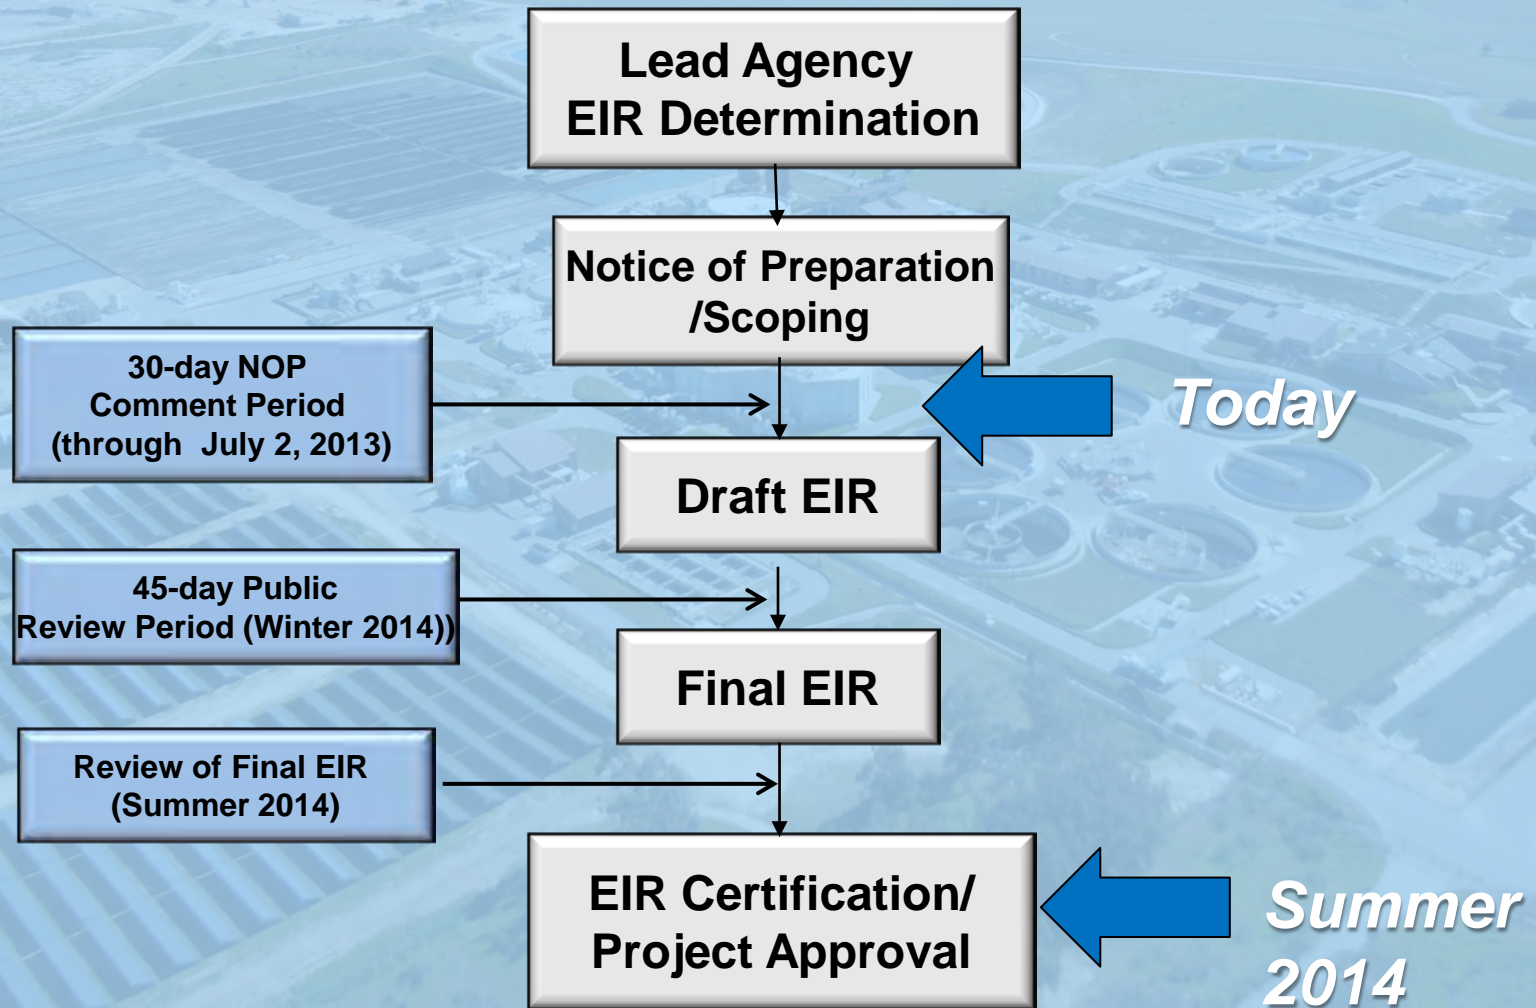 Lead Agency
EIR Determination
Notice of Preparation
/Scoping
30-day NOP
Comment Period
(through  July 2, 2013)
Today
Draft EIR
45-day Public
Review Period (Winter 2014))
Final EIR
Review of Final EIR
(Summer 2014)
EIR Certification/
Project Approval
Summer
2014